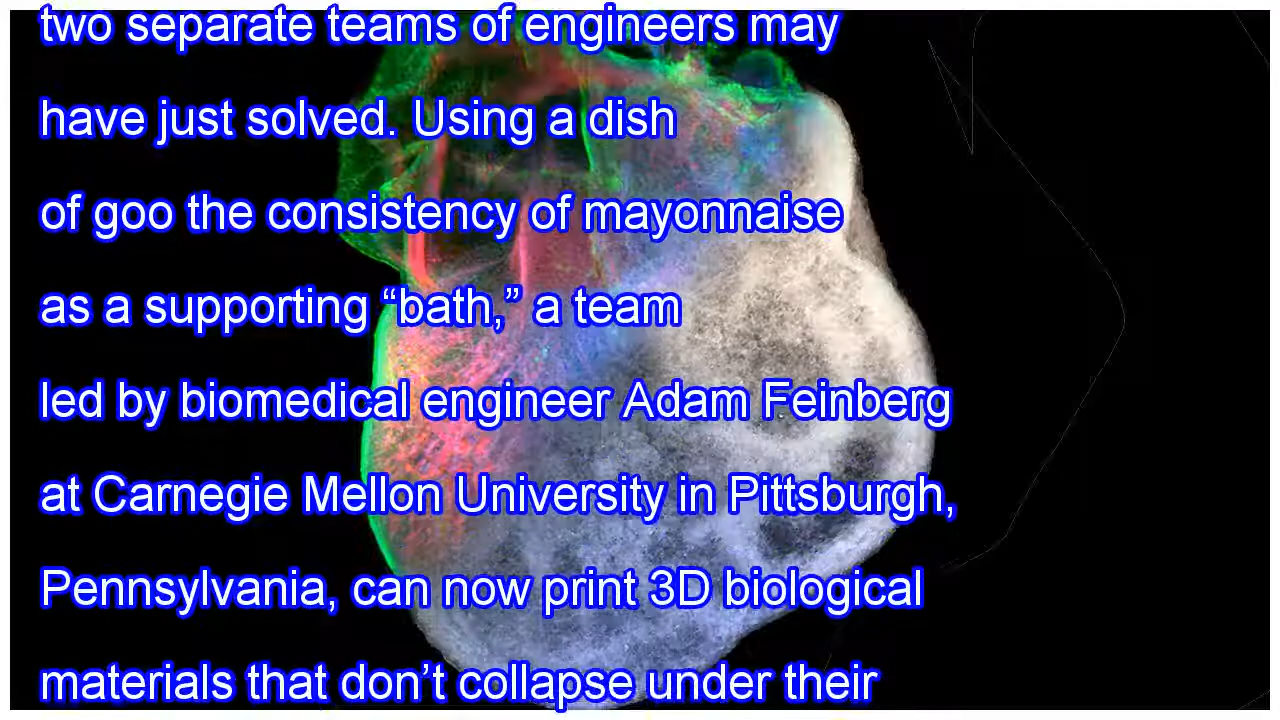 two separate teams of engineers may
have just solved. Using a dish
of goo the consistency of mayonnaise
as a supporting “bath,” a team
led by biomedical engineer Adam Feinberg
at Carnegie Mellon University in Pittsburgh,
Pennsylvania, can now print 3D biological
materials that don’t collapse under their